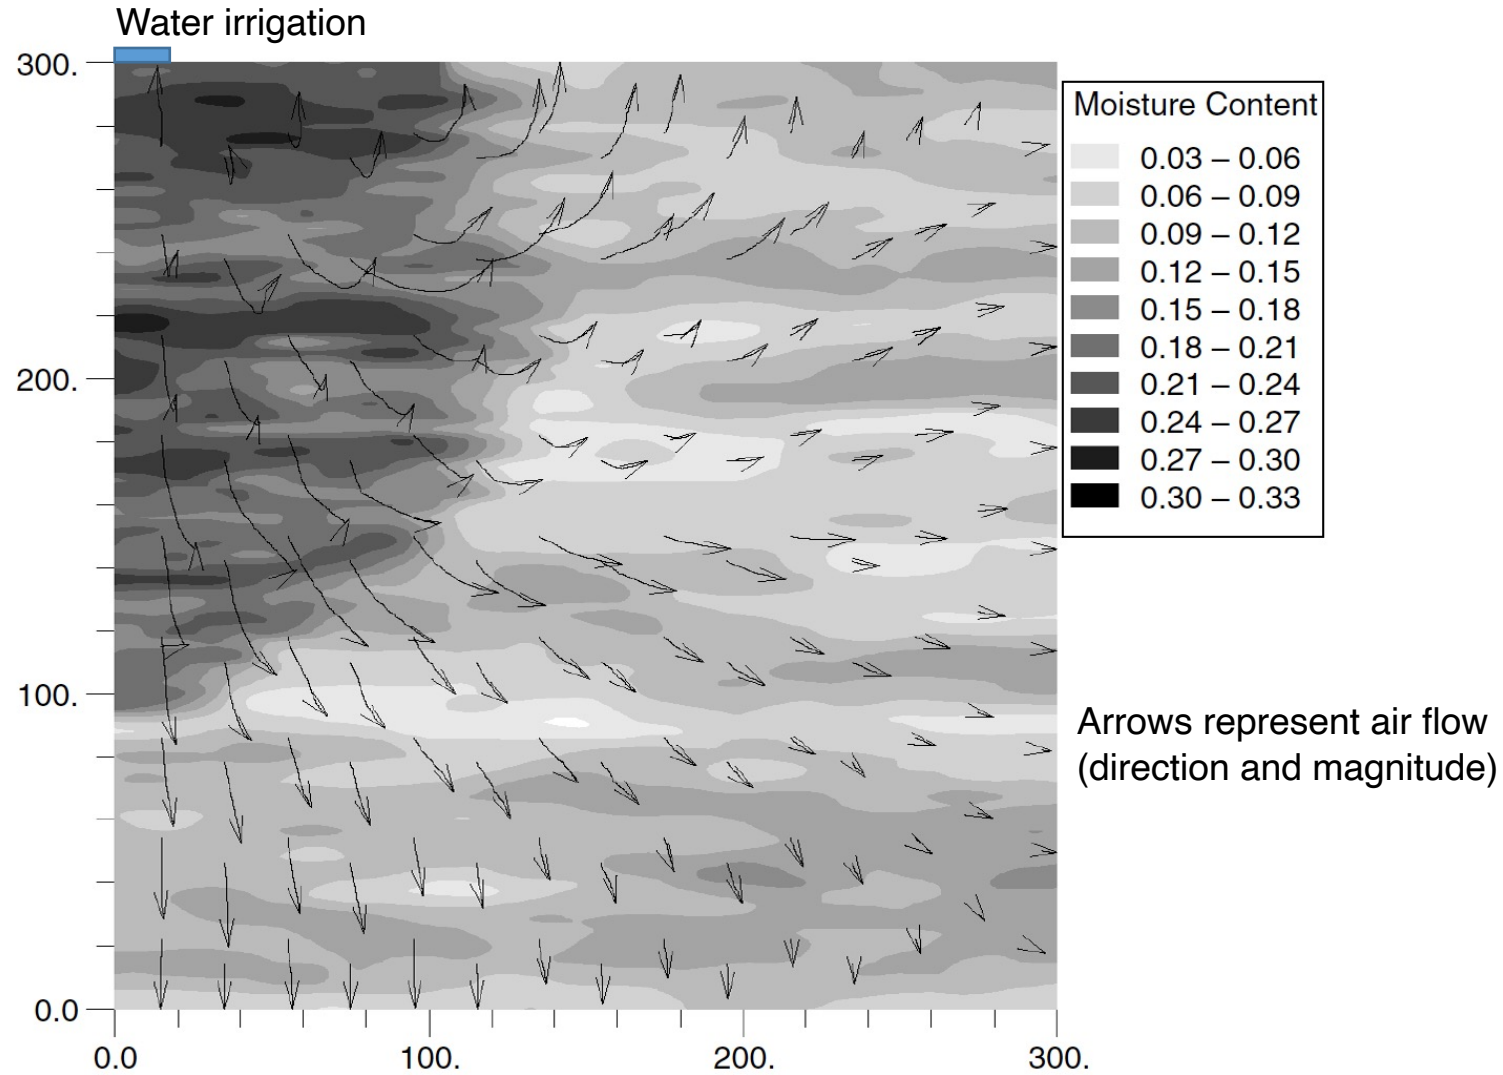 Water irrigation
300.
200.
100.
0.0
0.0 100. 200. 300.
Moisture Content
0.03 – 0.06
0.06 – 0.09
0.09 – 0.12
0.12 – 0.15
0.15 – 0.18
0.18 – 0.21
0.21 – 0.24
0.24 – 0.27
0.27 – 0.30
0.30 – 0.33
Arrows represent air flow
(direction and magnitude)